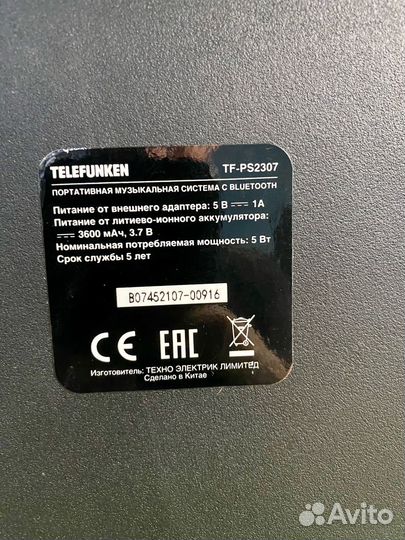 TELEFUNKEN TF-PS2307
ПОРТАТИВНАЯ МУЗЫКАЛЬНАЯ СИСТЕМА С BLUETOOTH
Питание от внешнего адаптера: 5 В ⎓ 1А
Питание от литиево-ионного аккумулятора:
⎓ 3600 мАч, 3.7 В
Номинальная потребляемая мощность: 5 Вт
Срок службы 5 лет
B07452107-00916
CE EAC
Изготовитель: ТЕХНО ЭЛЕКТРИК ЛИМИТЕД
Сделано в Китае
Avito